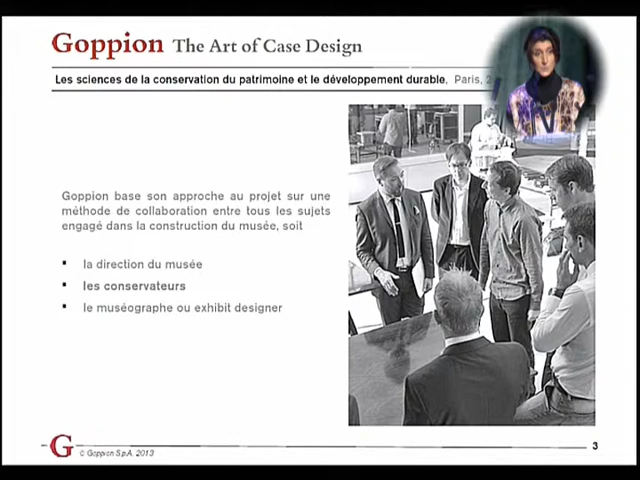 Goppion The Art of Case Design
Les sciences de la conservation du patrimoine et le développement durable, Paris,
Goppion base son approche au projet sur une
méthode de collaboration entre tous les sujets
engagé dans la construction du musée, soit
▪ la direction du musée
▪ les conservateurs
▪ le muséographe ou exhibit designer
G © Goppion S.p.A. 2013
3